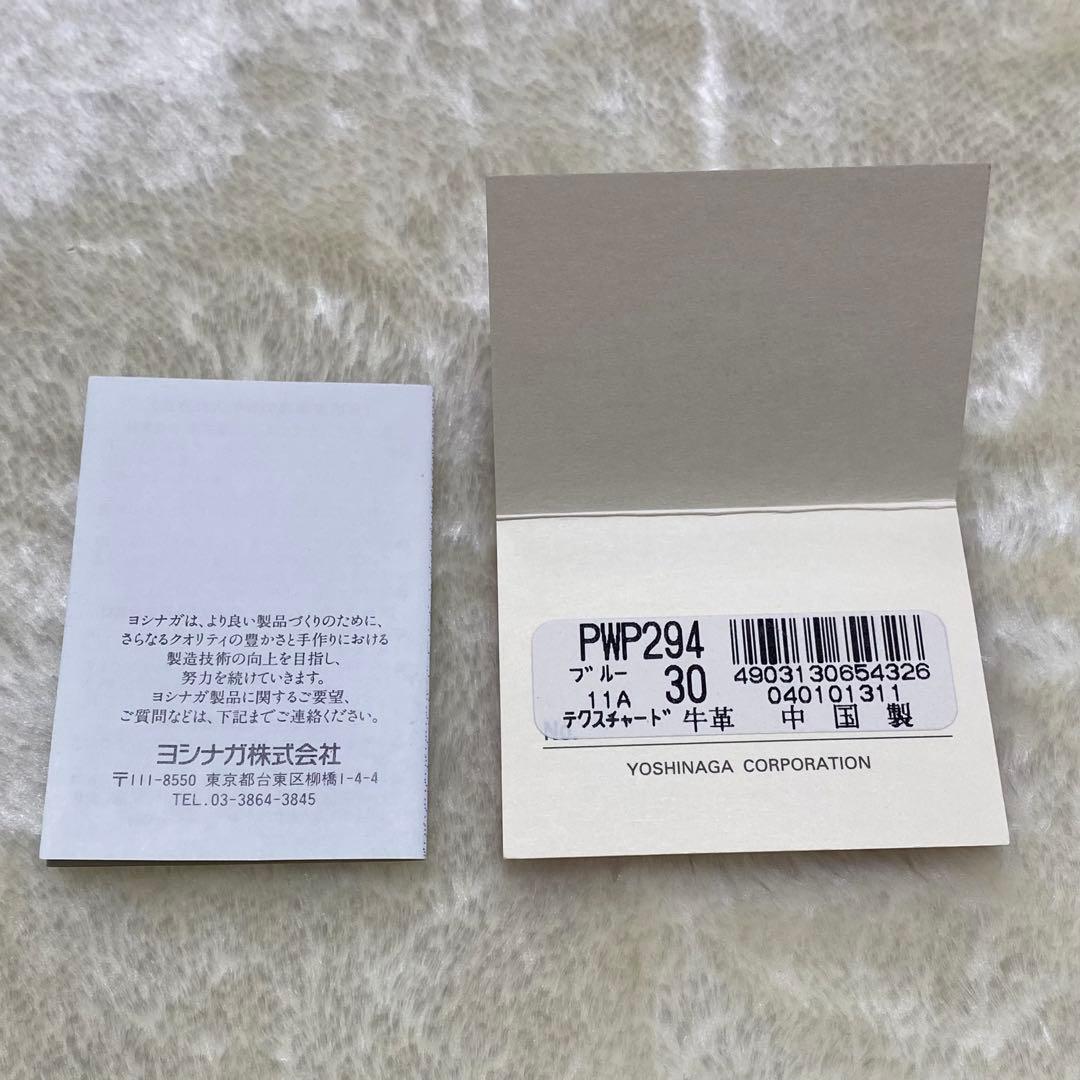 ヨシナガは、より良い製品づくりのために、
さらなるクオリティの豊かさと手作りにおける
製造技術の向上を目指し、
努力を続けていきます。
ヨシナガ製品に関するご要望、
ご質問などは、下記までご連絡ください。
ヨシナガ株式会社
〒111-8550 東京都台東区柳橋1-4-4
TEL.03-3864-3845
PWP294
ブルー 30
11A
4903130654326
040101311
テクスチャード 牛革 中国製
No.
YOSHINAGA CORPORATION